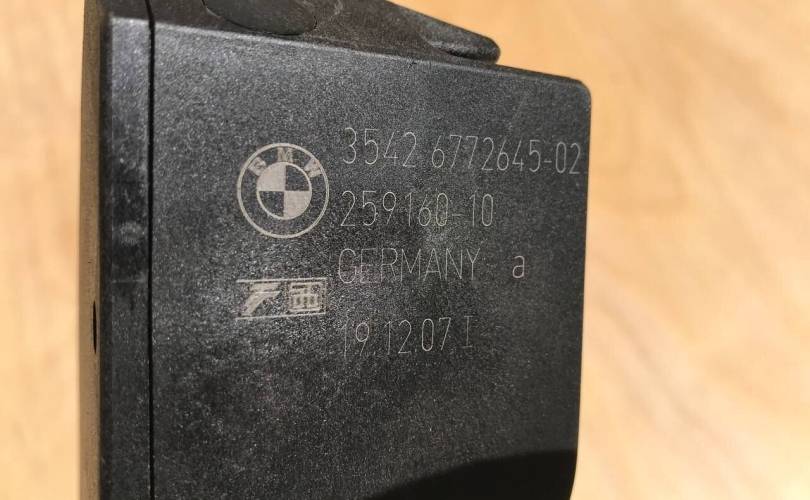 BMW
3542 6772645-02
259160-10
GERMANY a
19.12.07 I